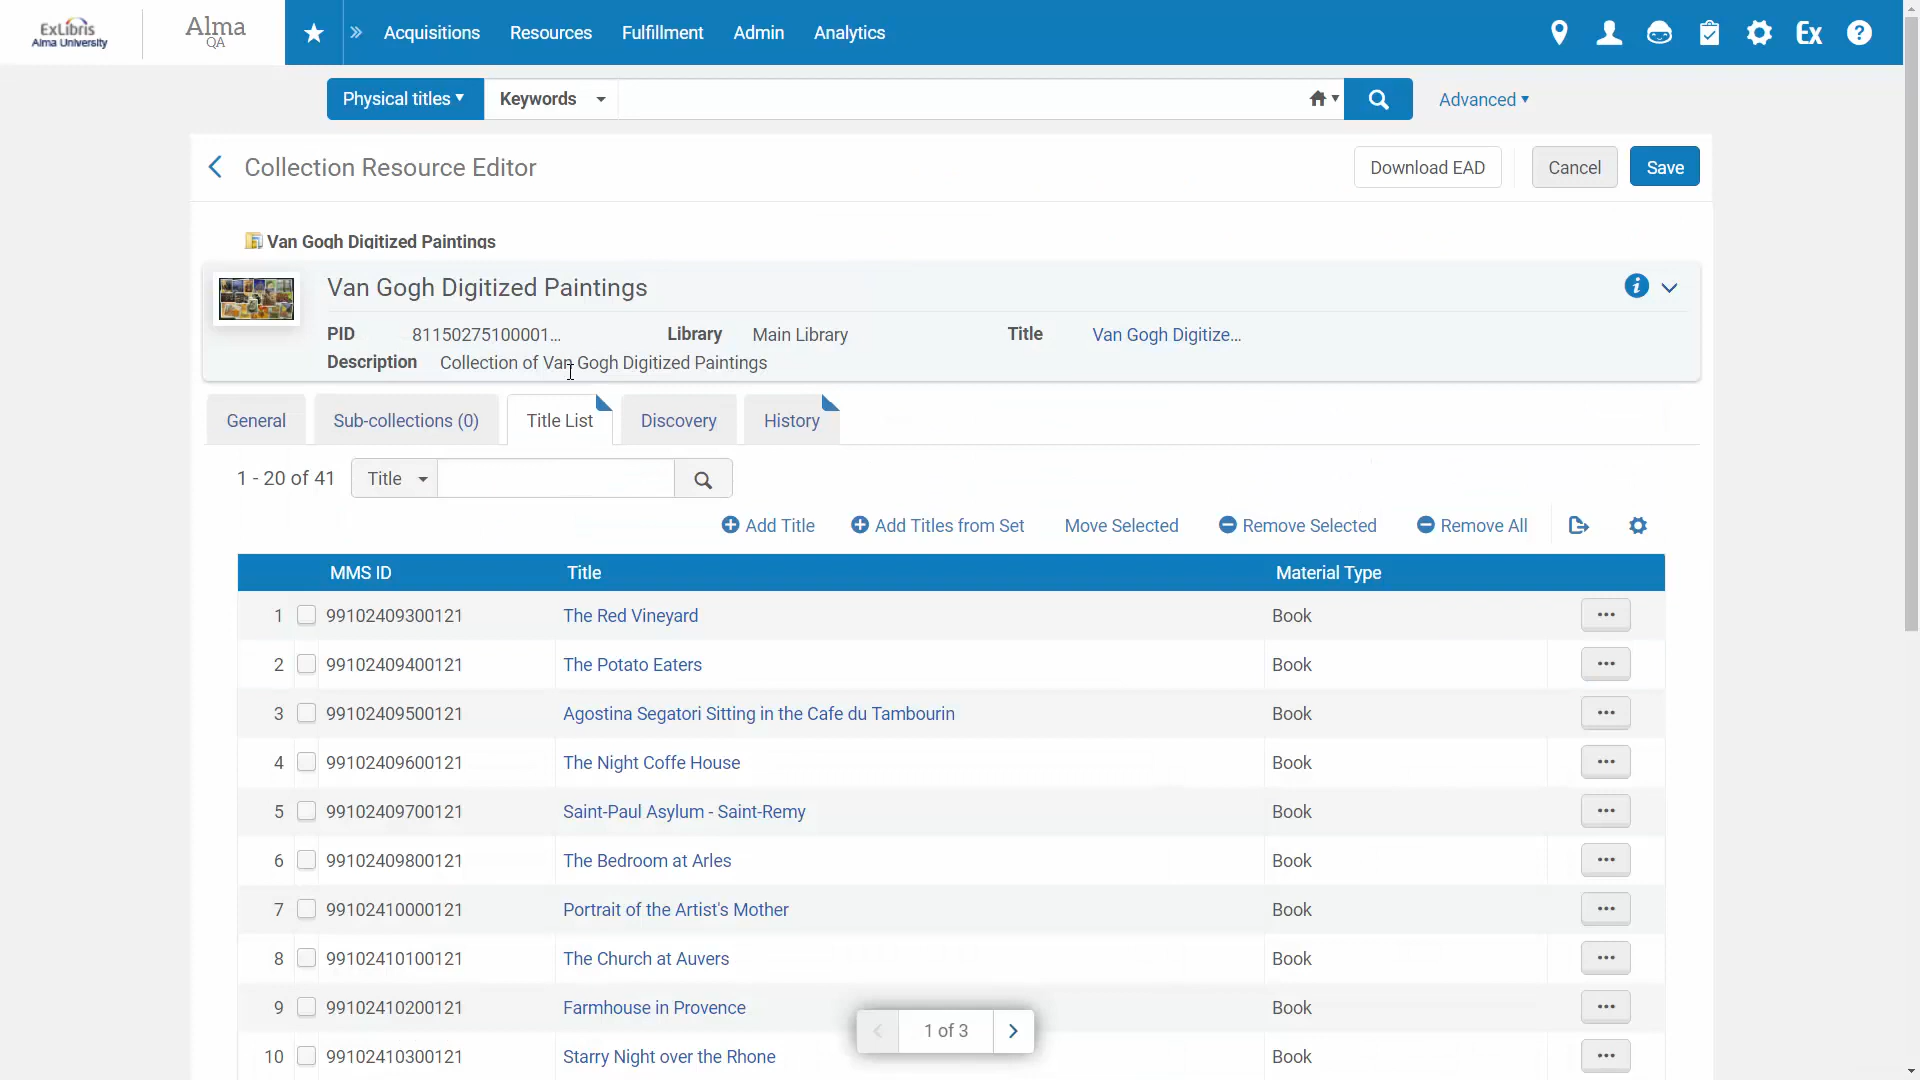 ExLibris
Alma University
Alma
QA
Acquisitions Resources Fulfillment Admin Analytics
Ex
Physical titles Keywords Advanced
Collection Resource Editor Download EAD Cancel Save
Van Gogh Digitized Paintings
Van Gogh Digitized Paintings
PID 81150275100001... Library Main Library Title Van Gogh Digitize...
Description Collection of Van Gogh Digitized Paintings
General Sub-collections (0) Title List Discovery History
1 - 20 of 41 Title
Add Title Add Titles from Set Move Selected Remove Selected Remove All
MMS ID Title Material Type
1 99102409300121 The Red Vineyard Book
2 99102409400121 The Potato Eaters Book
3 99102409500121 Agostina Segatori Sitting in the Cafe du Tambourin Book
4 99102409600121 The Night Coffe House Book
5 99102409700121 Saint-Paul Asylum - Saint-Remy Book
6 99102409800121 The Bedroom at Arles Book
7 99102410000121 Portrait of the Artist's Mother Book
8 99102410100121 The Church at Auvers Book
9 99102410200121 Farmhouse in Provence Book
1 of 3
10 99102410300121 Starry Night over the Rhone Book